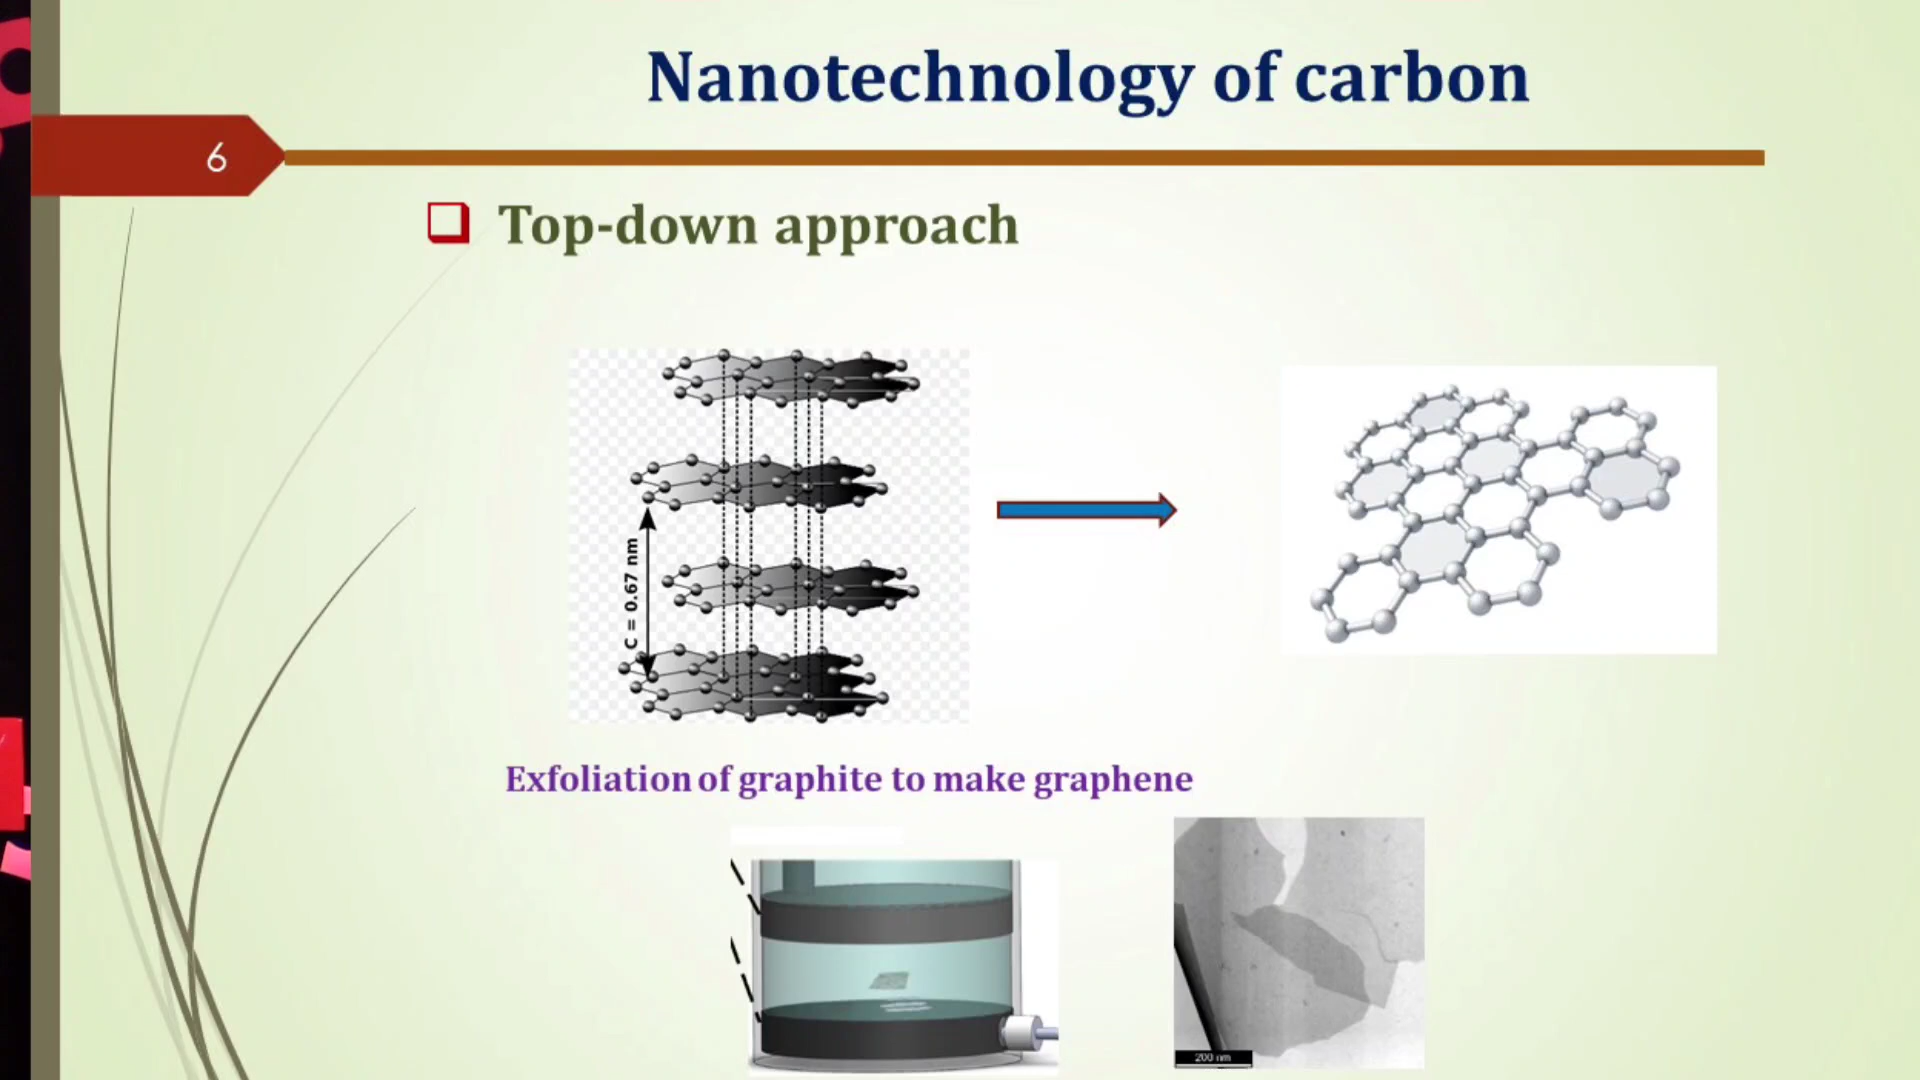 Nanotechnology of carbon
6
Top-down approach
C = 0.67 nm
Exfoliation of graphite to make graphene
200 nm